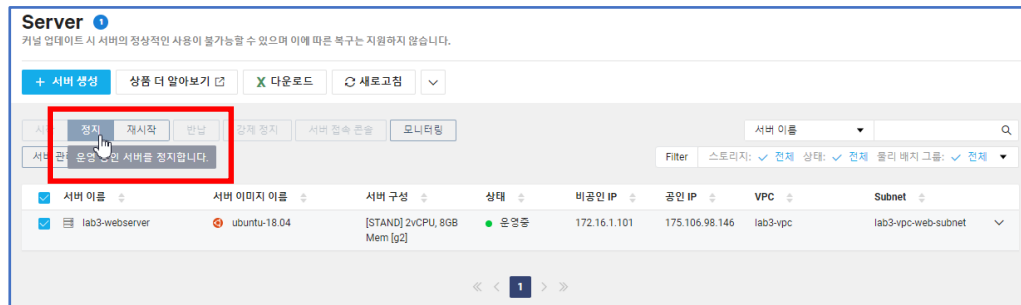 Server 1
커널 업데이트 시 서버의 정상적인 사용이 불가능할 수 있으며 이에 따른 복구는 지원하지 않습니다.
+ 서버 생성 상품 더 알아보기 X 다운로드 새로고침
정지 재시작 반납 강제 정지 서버 접속 콘솔 모니터링 서버 이름
서버 관 운영 중인 서버를 정지합니다. Filter 스토리지: 전체 상태: 전체 물리 배치 그룹: 전체
서버 이름 서버 이미지 이름 서버 구성 상태 비공인 IP 공인 IP VPC Subnet
lab3-webserver ubuntu-18.04 [STAND] 2vCPU, 8GB 운영중 172.16.1.101 175.106.98.146 lab3-vpc lab3-vpc-web-subnet
Mem [g2]
1